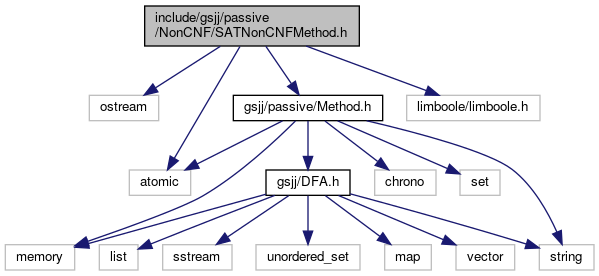 include/gsjj/passive
/NonCNF/SATNonCNFMethod.h
ostream
gsjj/passive/Method.h
limboole/limboole.h
atomic
gsjj/DFA.h
chrono
set
memory
list
sstream
unordered_set
map
vector
string